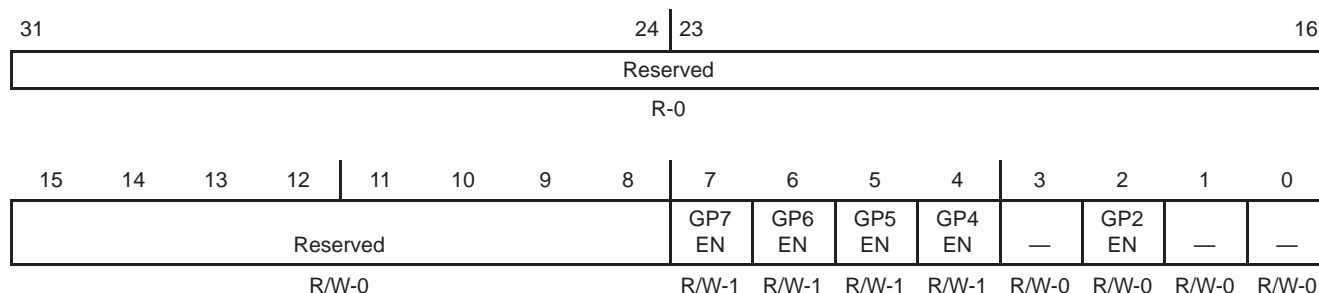 31 24 23 16
Reserved
R-0
15 14 13 12 11 10 9 8 7 6 5 4 3 2 1 0
GP7 GP6 GP5 GP4 GP2
Reserved EN EN EN EN — EN — —
R/W-0 R/W-1 R/W-1 R/W-1 R/W-1 R/W-0 R/W-0 R/W-0 R/W-0